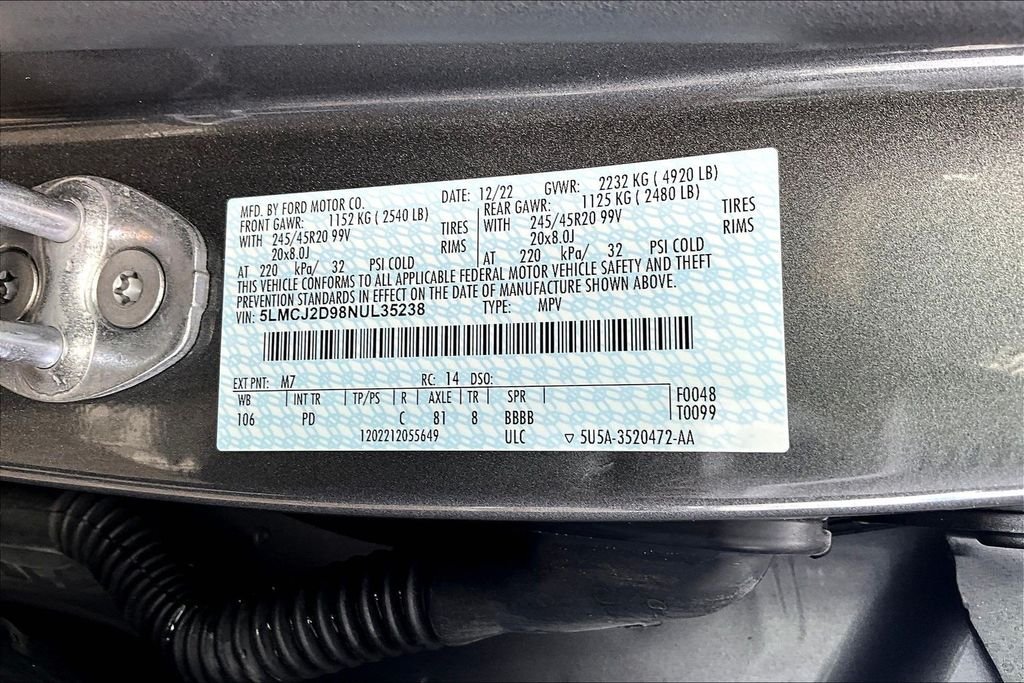 MFD. BY FORD MOTOR CO. DATE: 12/22 GVWR: 2232 KG ( 4920 LB)
FRONT GAWR: 1152 KG ( 2540 LB) REAR GAWR: 1125 KG ( 2480 LB)
WITH 245/45R20 99V TIRES WITH 245/45R20 99V TIRES
20x8.0J RIMS 20x8.0J RIMS
AT 220 kPa/ 32 PSI COLD AT 220 kPa/ 32 PSI COLD
THIS VEHICLE CONFORMS TO ALL APPLICABLE FEDERAL MOTOR VEHICLE SAFETY AND THEFT
PREVENTION STANDARDS IN EFFECT ON THE DATE OF MANUFACTURE SHOWN ABOVE.
VIN: 5LMCJ2D98NUL35238 TYPE: MPV
EXT PNT: M7 RC: 14 DSO:
WB INT TR TP/PS R AXLE TR SPR F0048
106 PD C 81 8 BBBB T0099
1202212055649 ULC ▽ 5U5A-3520472-AA